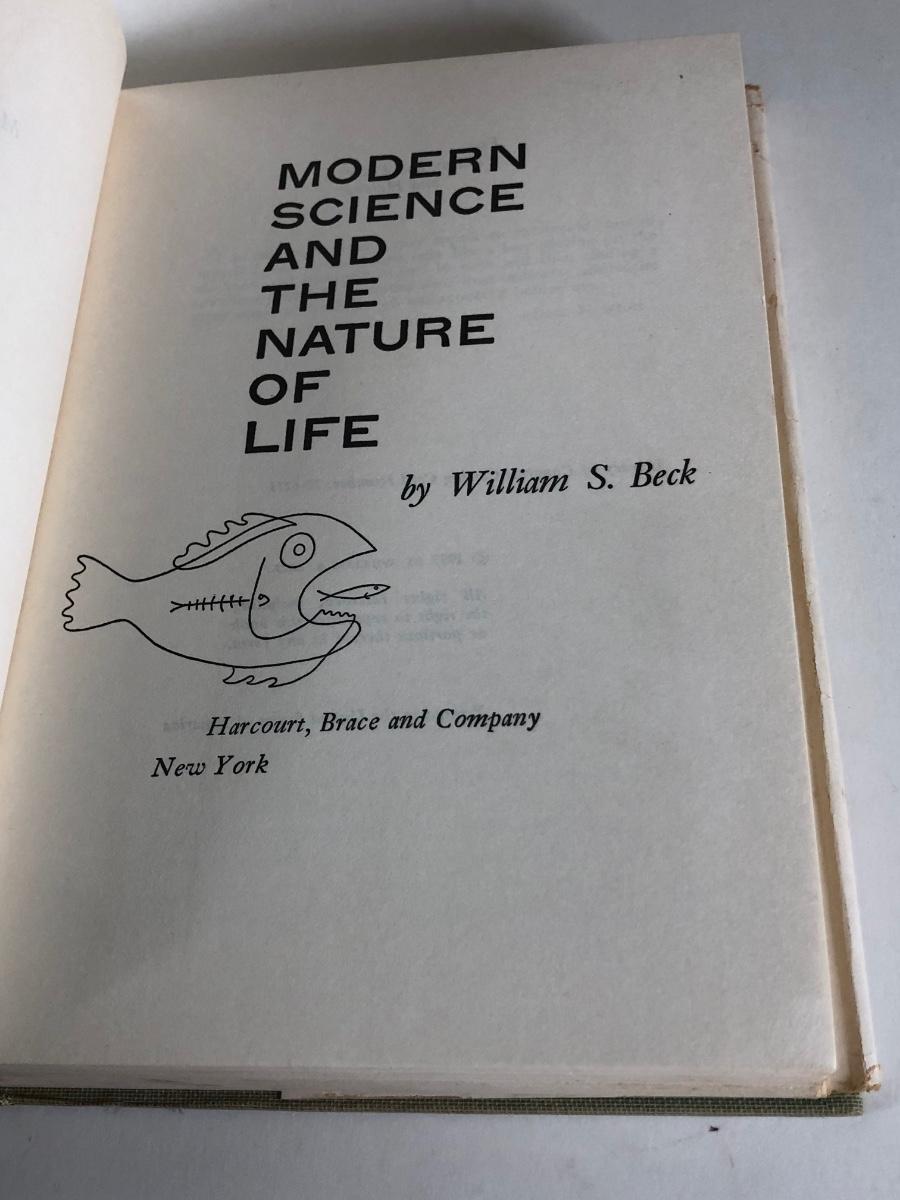 MODERN
SCIENCE
AND
THE
NATURE
OF
LIFE
by William S. Beck
Harcourt, Brace and Company
New York